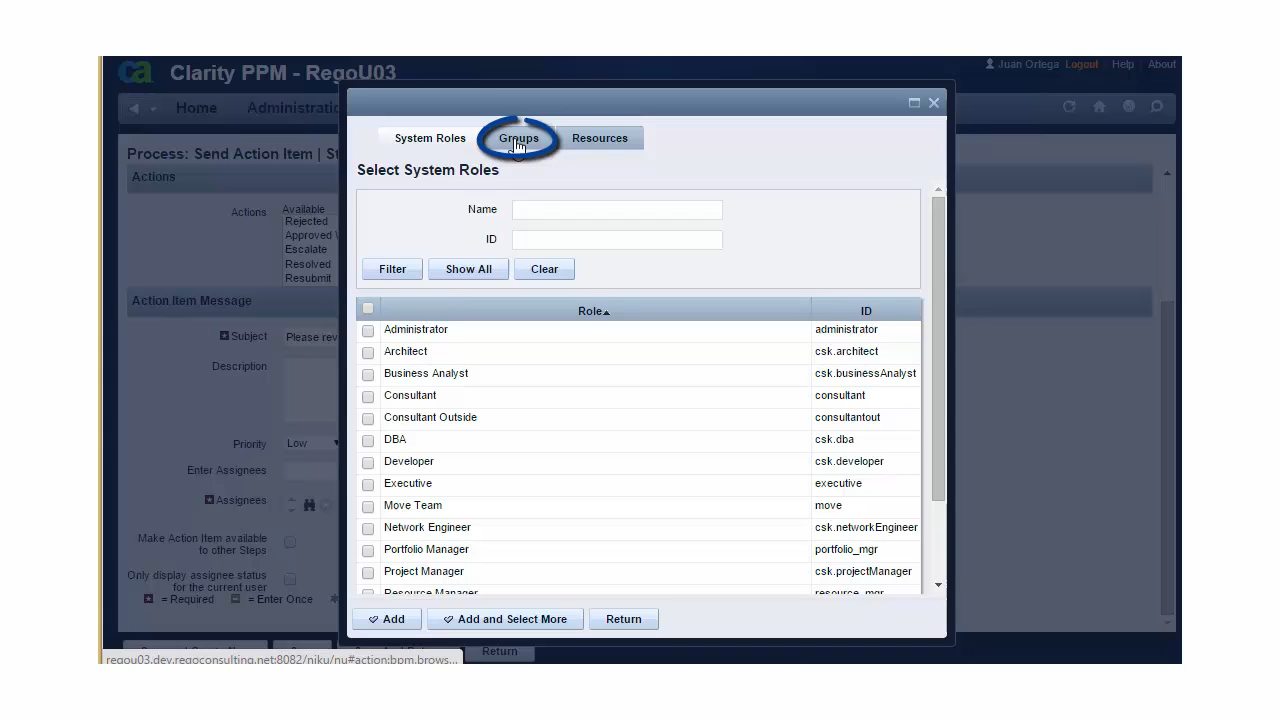 ca Clarity PPM - RegoU03
Juan Ortega Logout Help About
Home Administratio
Process: Send Action Item | St
Actions
Actions
Available
Rejected
Approved
Escalate
Resolved
Resubmit
Action Item Message
Subject Please rev
Description
Priority Low
Enter Assignees
Assignees
Make Action Item available
to other Steps
Only display assignee status
for the current user
= Required = Enter Once
Return
regou03.dev.regoconsulting.net:8082/niku/nu#action:bpm.brows...
System Roles Groups Resources
Select System Roles
Name
ID
Filter Show All Clear
Role ID
Administrator administrator
Architect csk.architect
Business Analyst csk.businessAnalyst
Consultant consultant
Consultant Outside consultantout
DBA csk.dba
Developer csk.developer
Executive executive
Move Team move
Network Engineer csk.networkEngineer
Portfolio Manager portfolio_mgr
Project Manager csk.projectManager
Resource Manager resource_mgr
Add Add and Select More Return